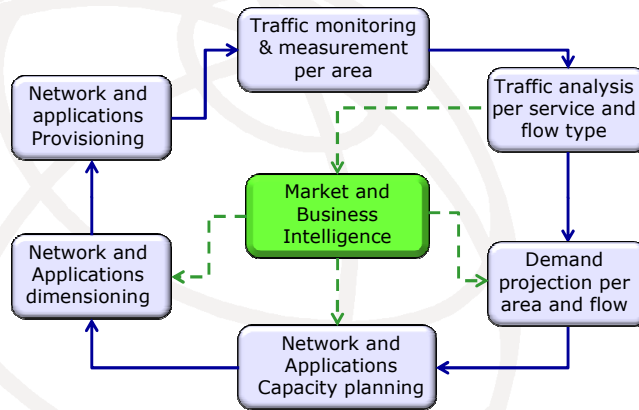 Traffic monitoring
& measurement
per area
Traffic analysis
per service and
flow type
Network and
applications
Provisioning
Market and
Business
Intelligence
Network and
Applications
dimensioning
Demand
projection per
area and flow
Network and
Applications
Capacity planning